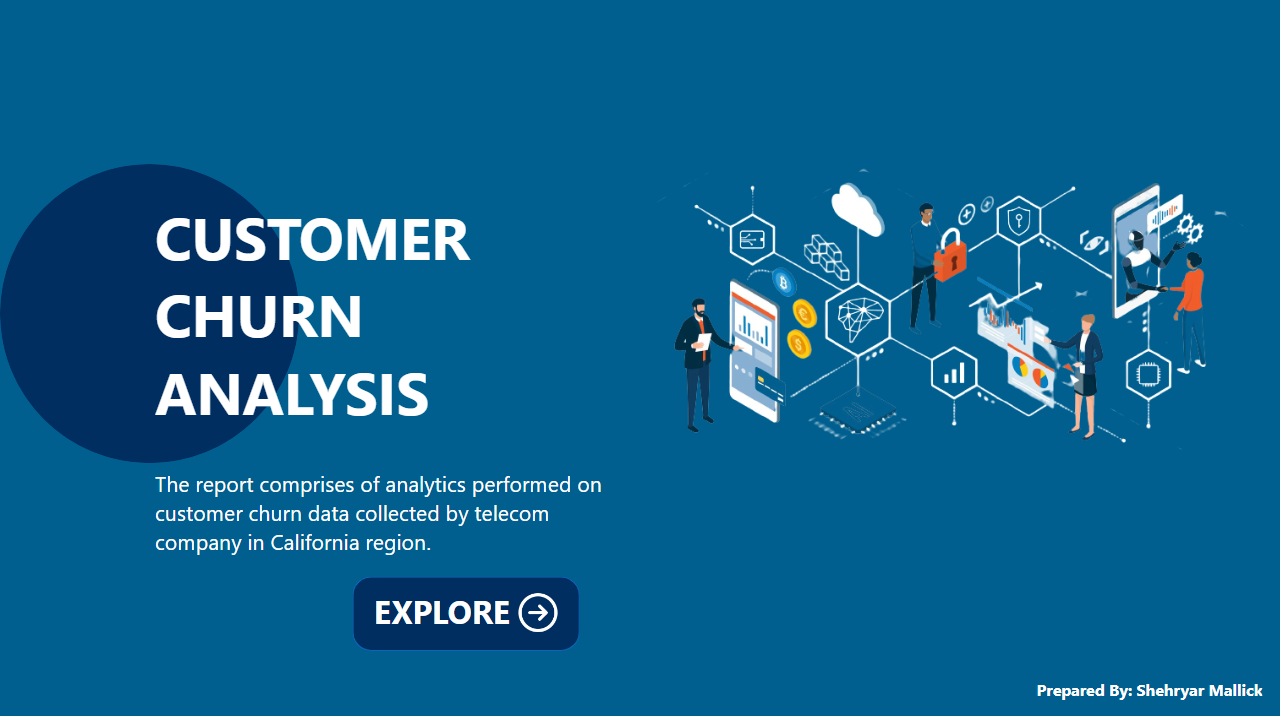 CUSTOMER
CHURN
ANALYSIS
The report comprises of analytics performed on
customer churn data collected by telecom
company in California region.
EXPLORE
Prepared By: Shehryar Mallick